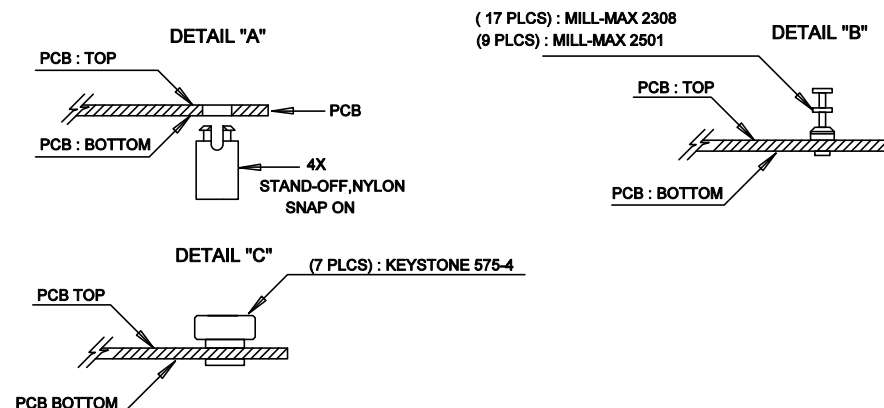 DETAIL "A"
PCB : TOP
PCB
PCB : BOTTOM
4X
STAND-OFF,NYLON
SNAP ON
( 17 PLCS) : MILL-MAX 2308
(9 PLCS) : MILL-MAX 2501
DETAIL "B"
PCB : TOP
PCB : BOTTOM
DETAIL "C"
(7 PLCS) : KEYSTONE 575-4
PCB TOP
PCB BOTTOM